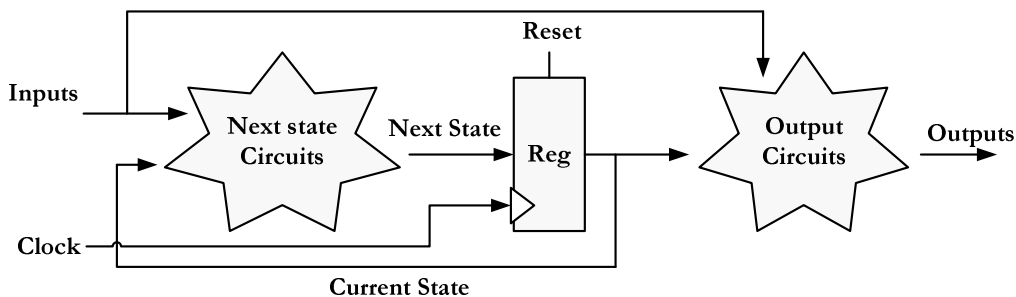 Reset
Inputs
Next state
Circuits
Next State
Reg
Output
Circuits
Outputs
Clock
Current State